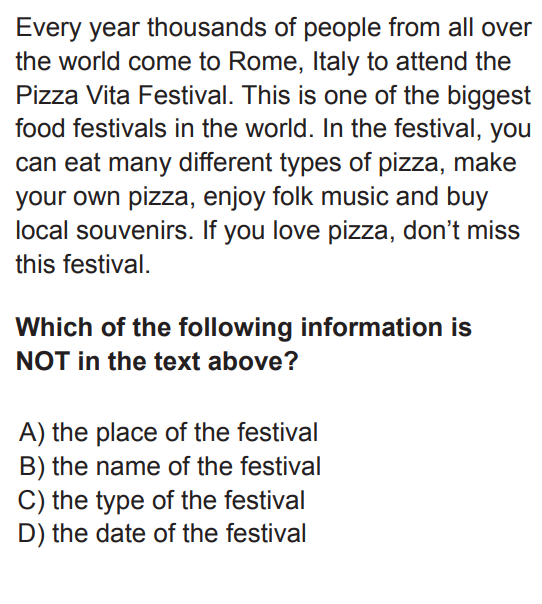 Every year thousands of people from all over
the world come to Rome, Italy to attend the
Pizza Vita Festival. This is one of the biggest
food festivals in the world. In the festival, you
can eat many different types of pizza, make
your own pizza, enjoy folk music and buy
local souvenirs. If you love pizza, don’t miss
this festival.
Which of the following information is
NOT in the text above?
A) the place of the festival
B) the name of the festival
C) the type of the festival
D) the date of the festival